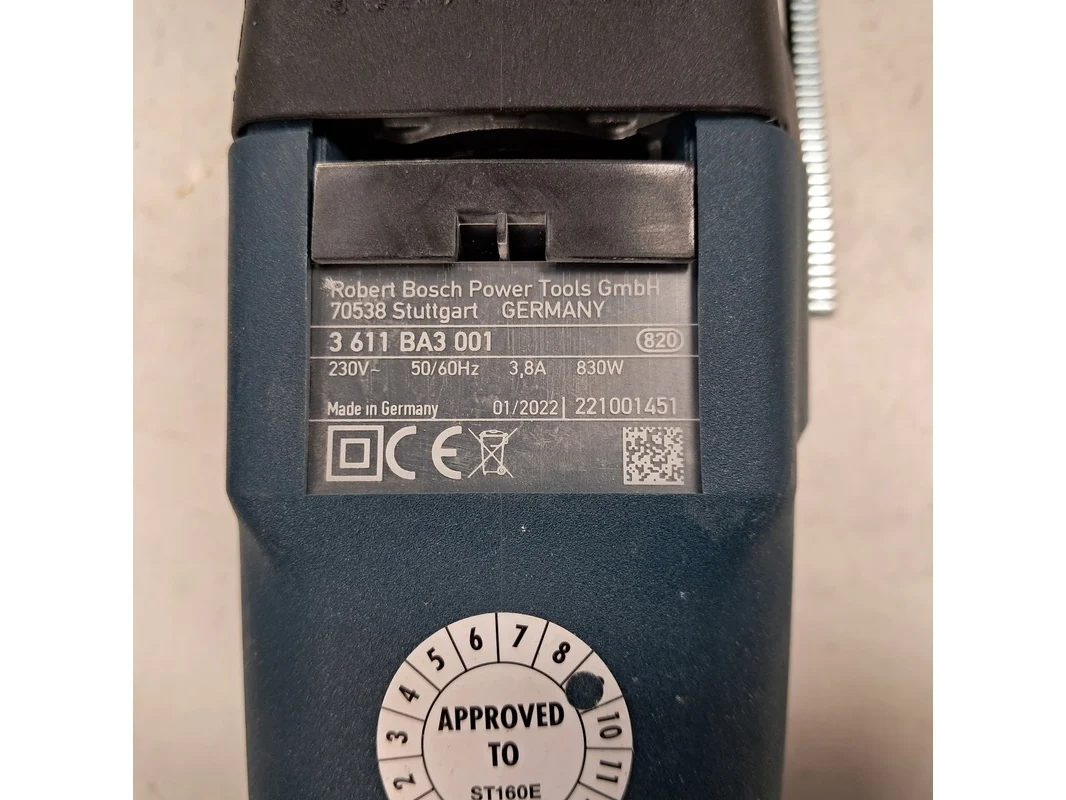 Robert Bosch Power Tools GmbH
70538 Stuttgart GERMANY
3 611 BA3 001 820
230V~ 50/60Hz 3,8A 830W
Made in Germany 01/2022 | 221001451
CE
2 3 4 5 6 7 8 10 11
APPROVED
TO
ST160E